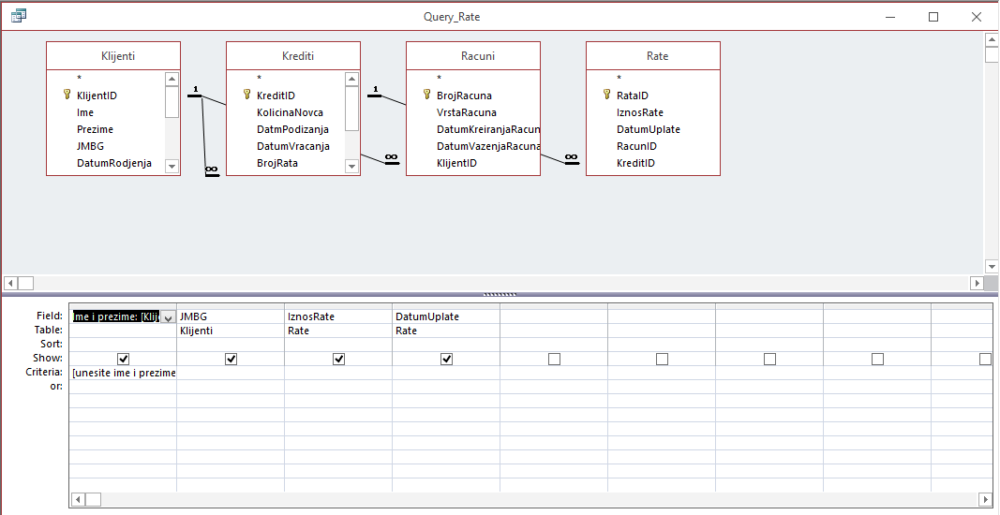 Query_Rate
Klijenti
*
KlijentID
Ime
Prezime
JMBG
DatumRodjenja
Krediti
*
KreditID
KolicinaNovca
DatmPodizanja
DatumVracanja
BrojRata
Racuni
*
BrojRacuna
VrstaRacuna
DatumKreiranjaRacun
DatumVazenjaRacuna
KlijentID
Rate
*
RataID
IznosRate
DatumUplate
RacunID
KreditID
1
∞
1
∞
∞
Field: Ime i prezime: [Klije JMBG IznosRate DatumUplate
Table: Klijenti Rate Rate
Sort:
Show:
Criteria: [unesite ime i prezime
or: